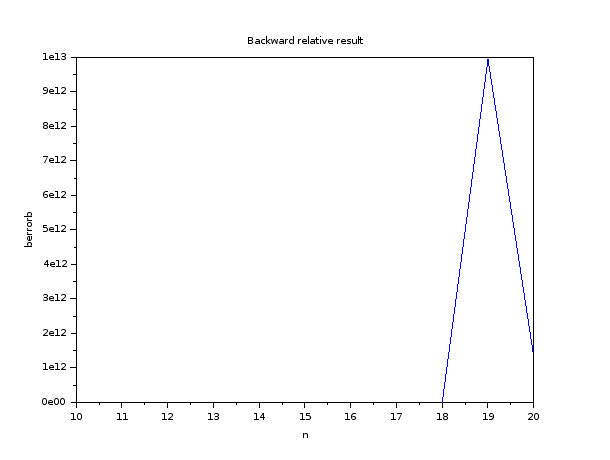 Backward relative result
1e13
9e12
8e12
7e12
6e12
5e12
4e12
3e12
2e12
1e12
0e00
berrorb
10 11 12 13 14 15 16 17 18 19 20
n